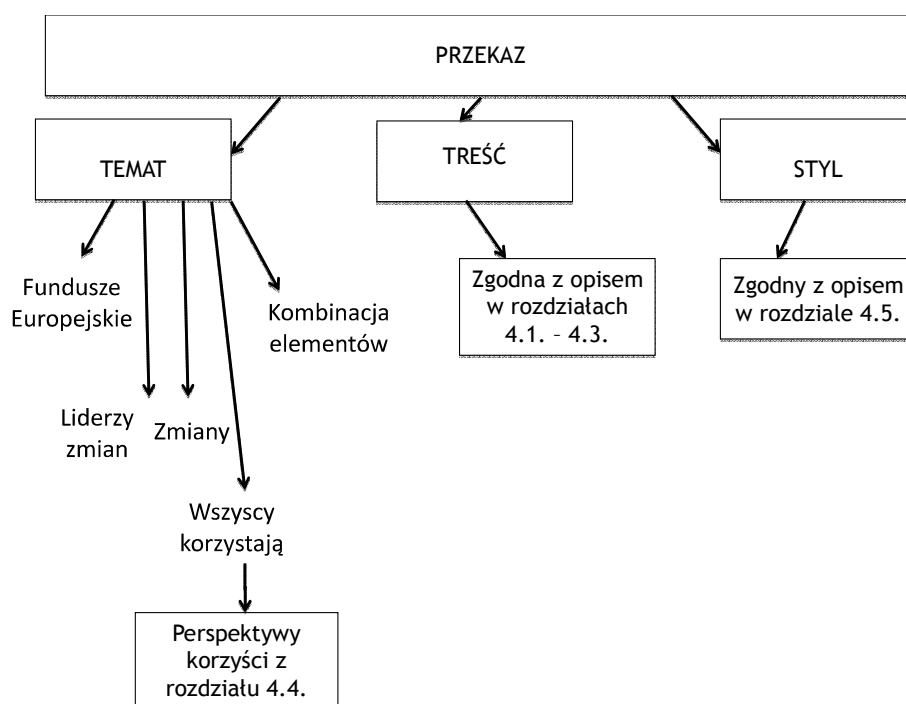 PRZEKAZ
TEMAT
TREŚĆ
STYL
Fundusze
Europejskie
Kombinacja
elementów
Zgodna z opisem
w rozdziałach
4.1. – 4.3.
Zgodny z opisem
w rozdziale 4.5.
Liderzy
zmian
Zmiany
Wszyscy
korzystają
Perspektywy
korzyści z
rozdziału 4.4.